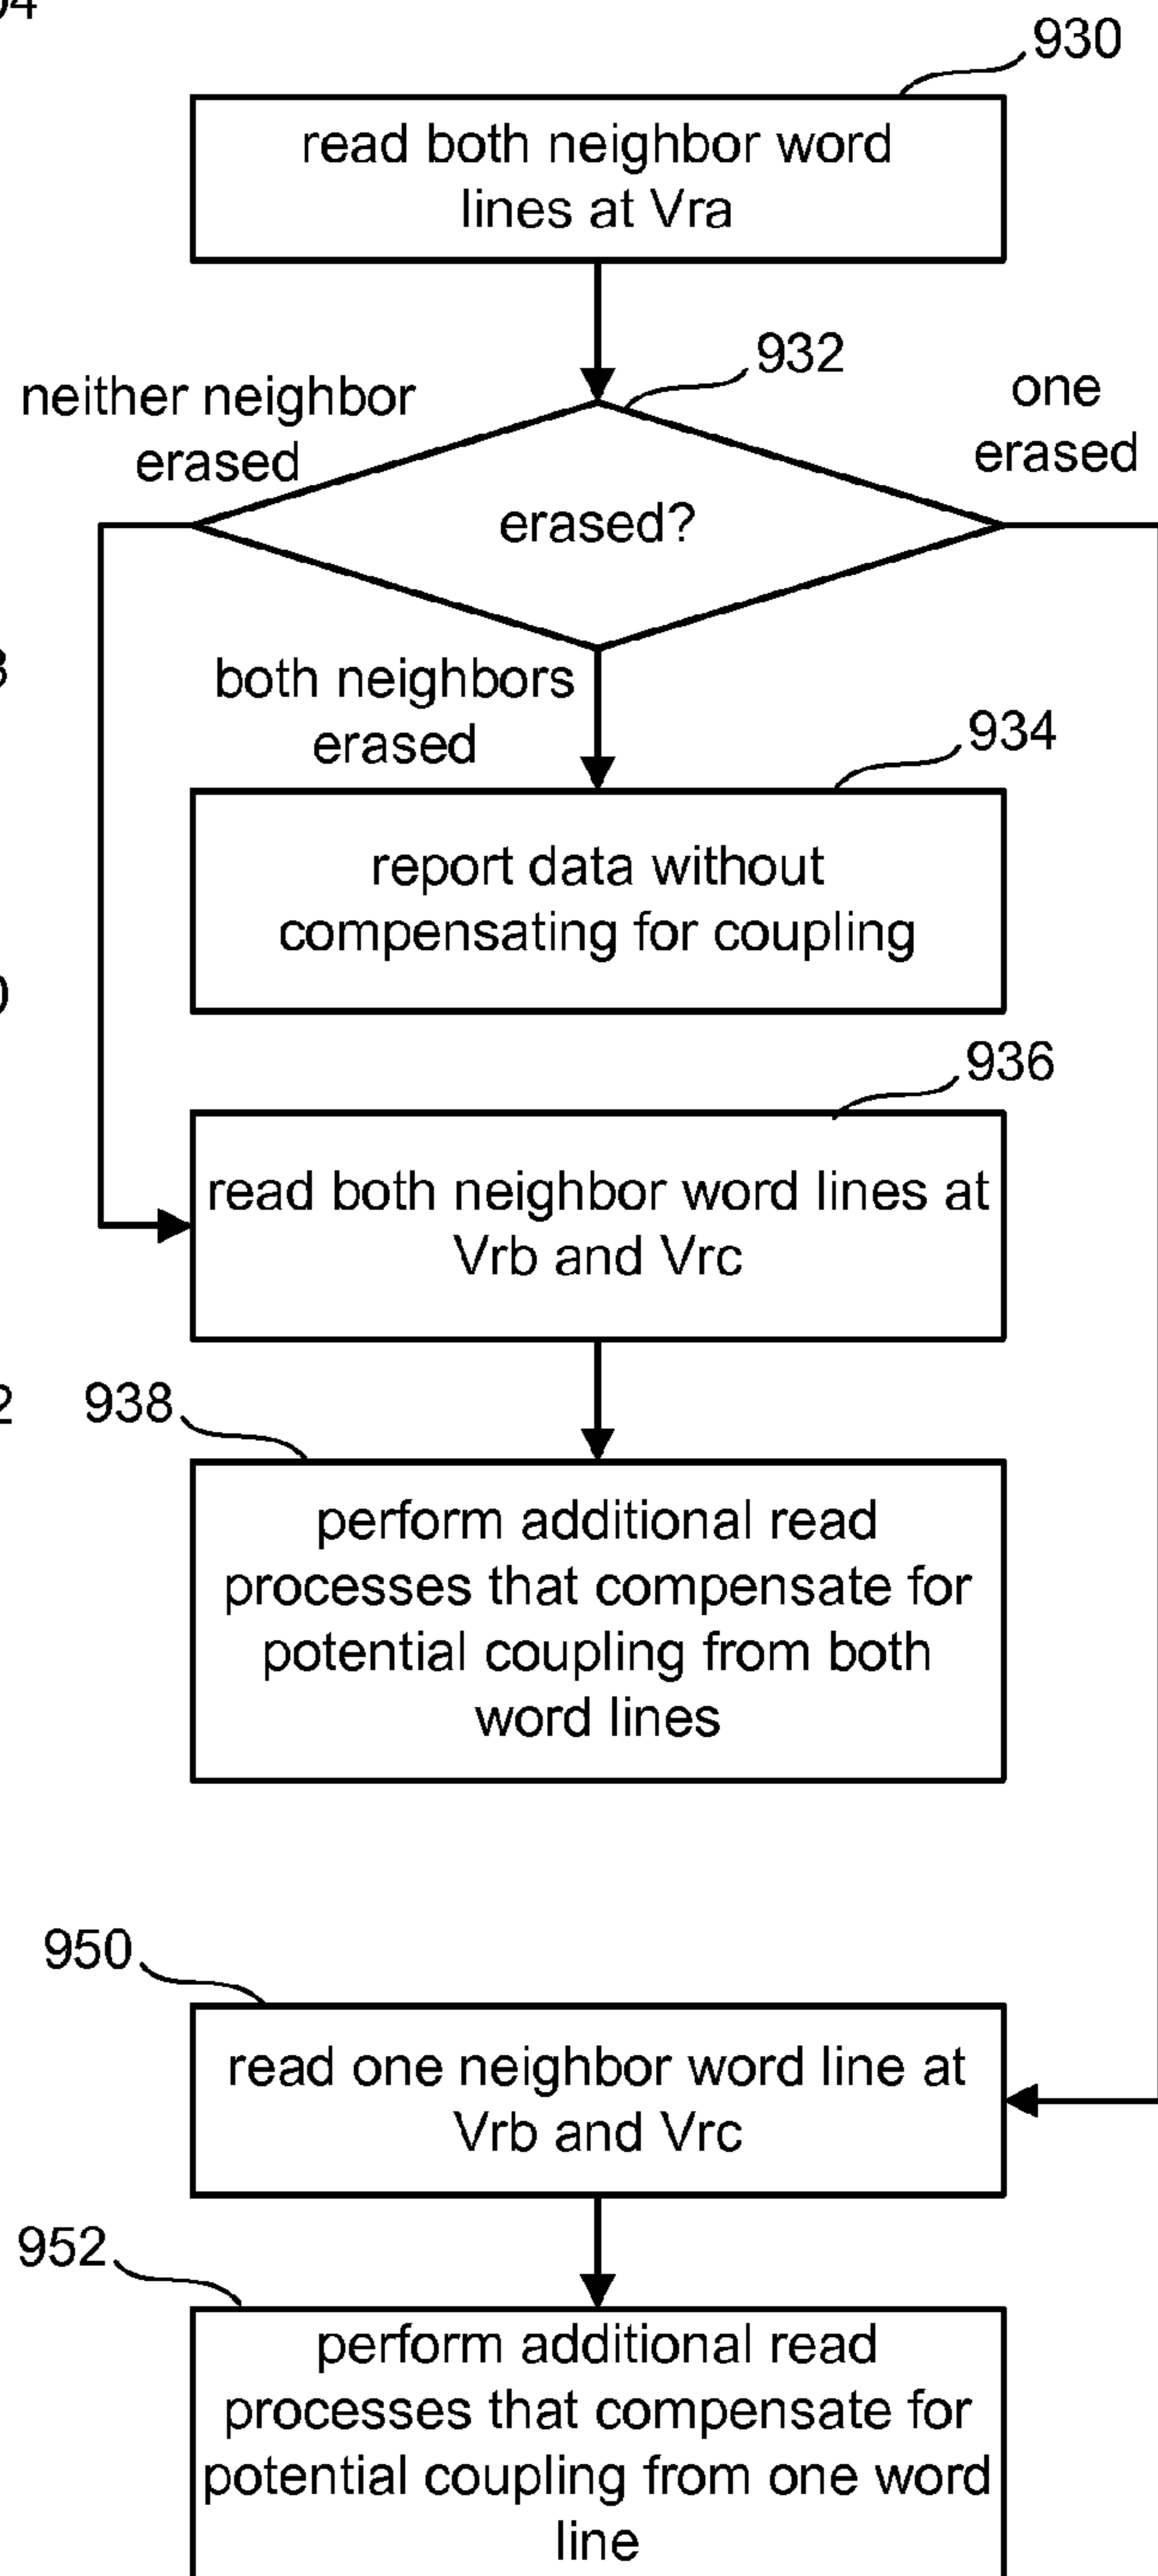 930
read both neighbor word
lines at Vra
932
neither neighbor
erased
one
erased
erased?
both neighbors
erased
934
report data without
compensating for coupling
936
read both neighbor word lines at
Vrb and Vrc
938
perform additional read
processes that compensate for
potential coupling from both
word lines
950
read one neighbor word line at
Vrb and Vrc
952
perform additional read
processes that compensate for
potential coupling from one word
line